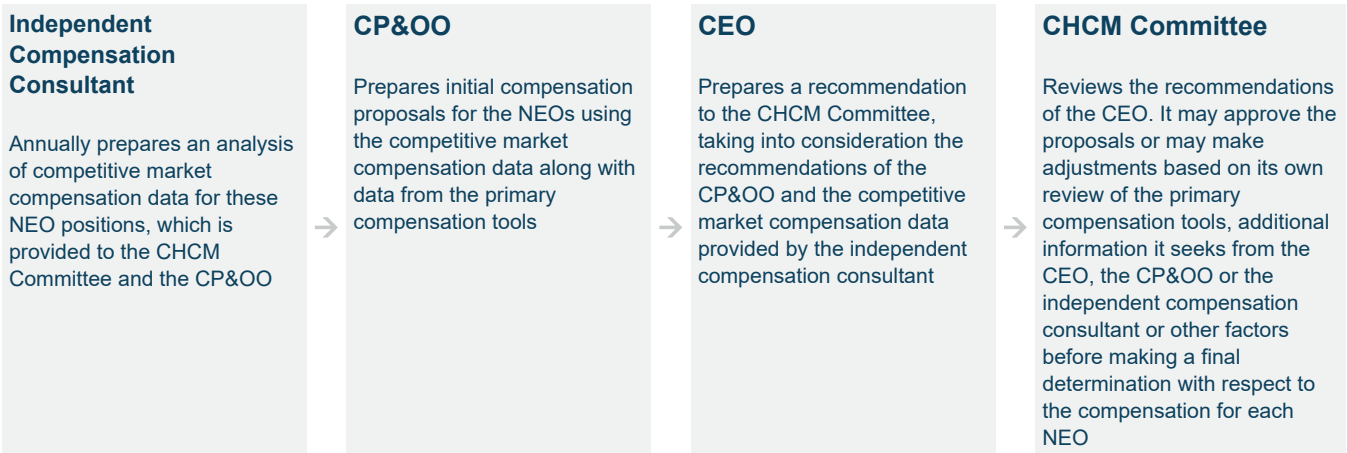 Independent
Compensation
Consultant
Annually prepares an analysis
of competitive market
compensation data for these
NEO positions, which is
provided to the CHCM
Committee and the CP&OO
CP&OO
Prepares initial compensation
proposals for the NEOs using
the competitive market
compensation data along with
data from the primary
compensation tools
CEO
Prepares a recommendation
to the CHCM Committee,
taking into consideration the
recommendations of the
CP&OO and the competitive
market compensation data
provided by the independent
compensation consultant
CHCM Committee
Reviews the recommendations
of the CEO. It may approve the
proposals or may make
adjustments based on its own
review of the primary
compensation tools, additional
information it seeks from the
CEO, the CP&OO or the
independent compensation
consultant or other factors
before making a final
determination with respect to
the compensation for each
NEO